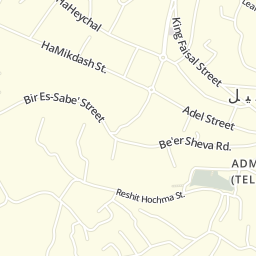 HaHeychal
Lea
King Faisal Street
HaMikdash St.
Bir Es-Sabe' Street
Adel Street
Be'er Sheva Rd.
ADM
(TEL
Reshit Hochma St.